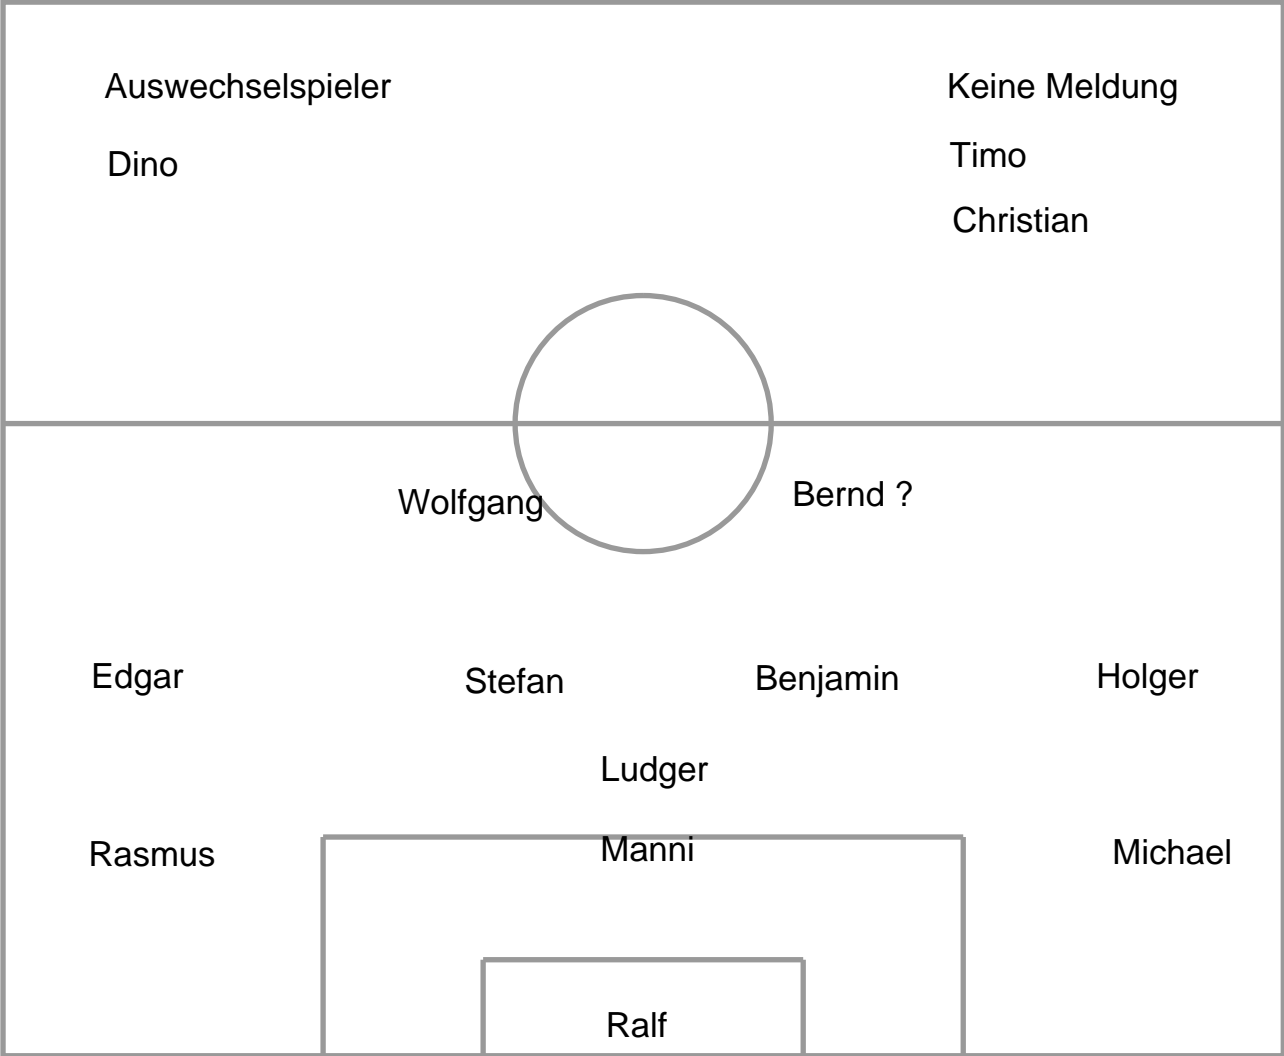 Auswechselspieler
Keine Meldung
Dino
Timo
Christian
Wolfgang
Bernd ?
Edgar
Stefan
Benjamin
Holger
Ludger
Rasmus
Manni
Michael
Ralf